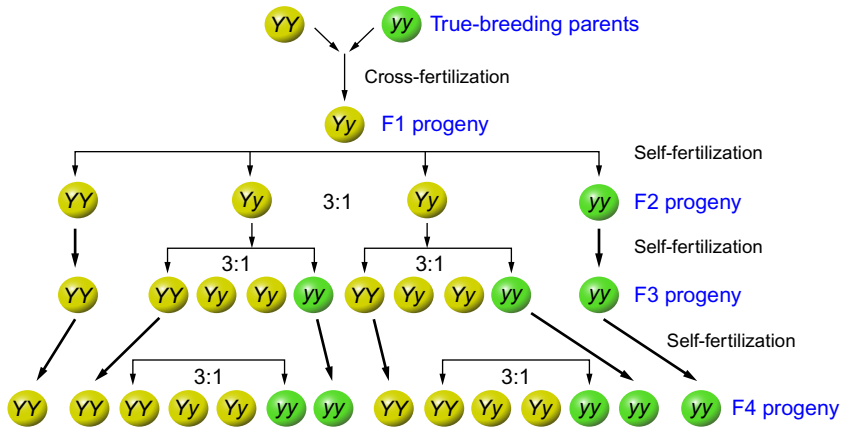 YY yy True-breeding parents
Cross-fertilization
Yy F1 progeny
Self-fertilization
YY Yy 3:1 Yy yy F2 progeny
Self-fertilization
3:1 3:1
YY YY Yy Yy yy YY Yy Yy yy yy F3 progeny
Self-fertilization
3:1 3:1
YY YY YY Yy Yy yy yy YY YY Yy Yy yy yy yy F4 progeny